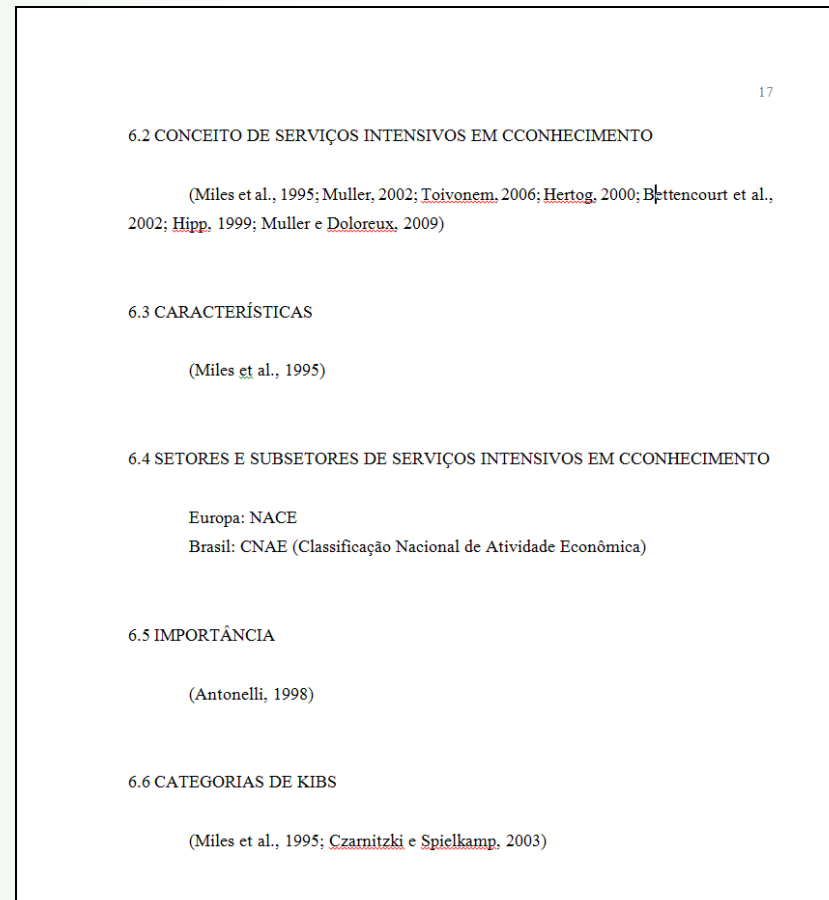 17
6.2 CONCEITO DE SERVIÇOS INTENSIVOS EM CCONHECIMENTO
(Miles et al., 1995; Muller, 2002; Toivonem, 2006; Hertog, 2000; Bettencourt et al.,
2002; Hipp, 1999; Muller e Doloreux, 2009)
6.3 CARACTERÍSTICAS
(Miles et al., 1995)
6.4 SETORES E SUBSETORES DE SERVIÇOS INTENSIVOS EM CCONHECIMENTO
Europa: NACE
Brasil: CNAE (Classificação Nacional de Atividade Econômica)
6.5 IMPORTÂNCIA
(Antonelli, 1998)
6.6 CATEGORIAS DE KIBS
(Miles et al., 1995; Czarnitzki e Spielkamp, 2003)